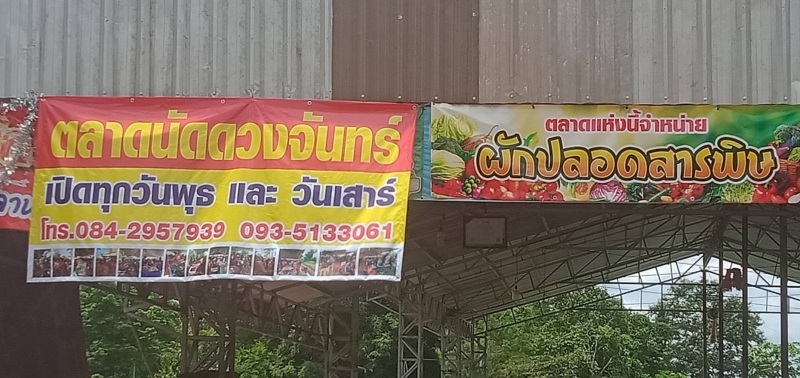 ตลาดนัดดวงจันทร์
เปิดทุกวันพุธ และ วันเสาร์
โทร.084-2957939 093-5133061
ตลาดแห่งนี้จำหน่าย
ผักปลอดสารพิษ